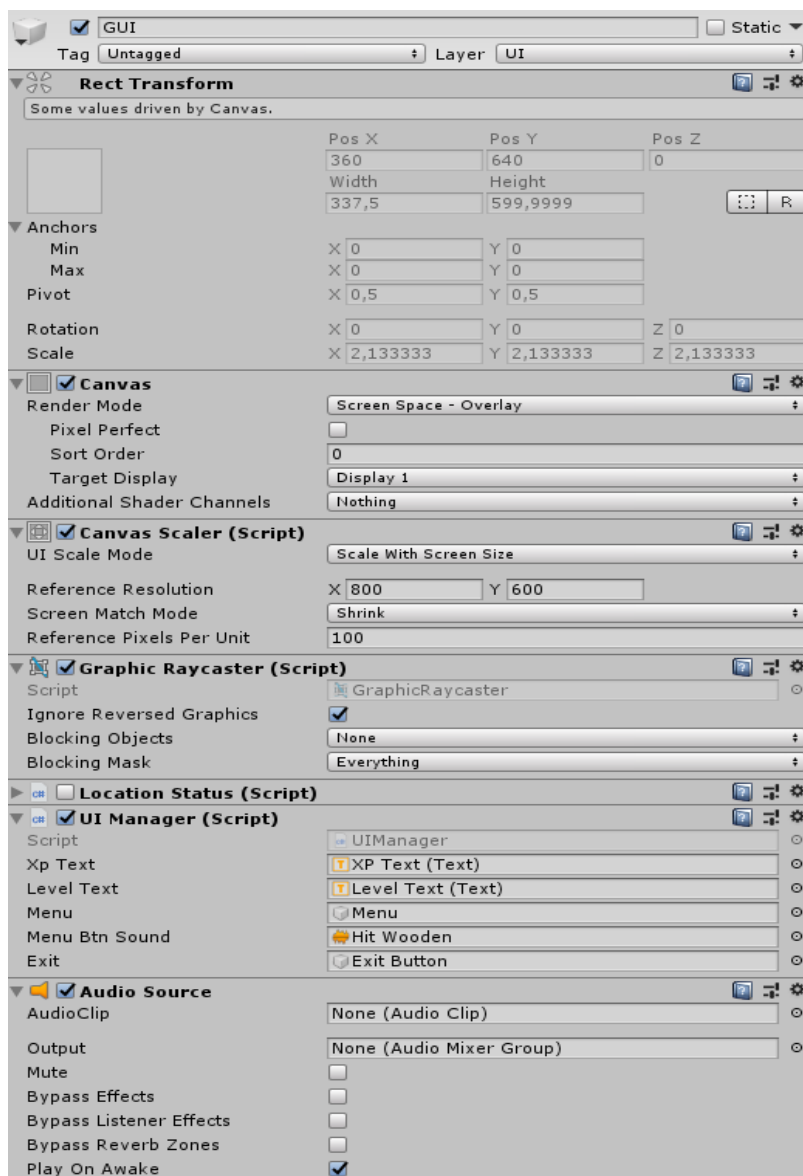 GUI Static
Tag Untagged Layer UI
Rect Transform
Some values driven by Canvas.
Pos X Pos Y Pos Z
360 640 0
Width Height
337,5 599,9999
R
Anchors
Min X 0 Y 0
Max X 0 Y 0
Pivot X 0,5 Y 0,5
Rotation X 0 Y 0 Z 0
Scale X 2,133333 Y 2,133333 Z 2,133333
Canvas
Render Mode Screen Space - Overlay
Pixel Perfect
Sort Order 0
Target Display Display 1
Additional Shader Channels Nothing
Canvas Scaler (Script)
UI Scale Mode Scale With Screen Size
Reference Resolution X 800 Y 600
Screen Match Mode Shrink
Reference Pixels Per Unit 100
Graphic Raycaster (Script)
Script GraphicRaycaster
Ignore Reversed Graphics
Blocking Objects None
Blocking Mask Everything
c# Location Status (Script)
c# UI Manager (Script)
Script UIManager
Xp Text XP Text (Text)
Level Text Level Text (Text)
Menu Menu
Menu Btn Sound Hit Wooden
Exit Exit Button
Audio Source
AudioClip None (Audio Clip)
Output None (Audio Mixer Group)
Mute
Bypass Effects
Bypass Listener Effects
Bypass Reverb Zones
Play On Awake